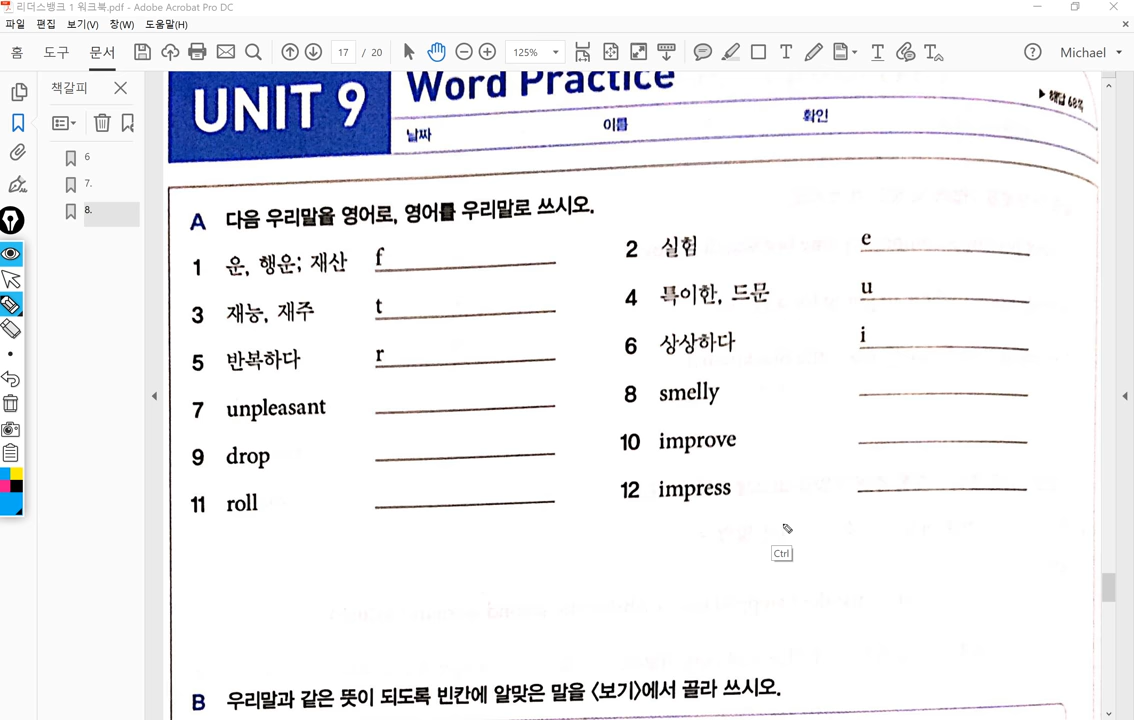 리더스뱅크 1 워크북.pdf - Adobe Acrobat Pro DC
파일 편집 보기(V) 창(W) 도움말(H)
홈 도구 문서 17 / 20 125% Michael
책갈피
6
7.
8.
UNIT 9
Word Practice
▶ 해답 68쪽
날짜 이름 확인
A 다음 우리말을 영어로, 영어를 우리말로 쓰시오.
1 운, 행운; 재산 f
2 실험 e
3 재능, 재주 t
4 특이한, 드문 u
5 반복하다 r
6 상상하다 i
7 unpleasant
8 smelly
9 drop
10 improve
11 roll
12 impress
Ctrl
B 우리말과 같은 뜻이 되도록 빈칸에 알맞은 말을 〈보기〉에서 골라 쓰시오.